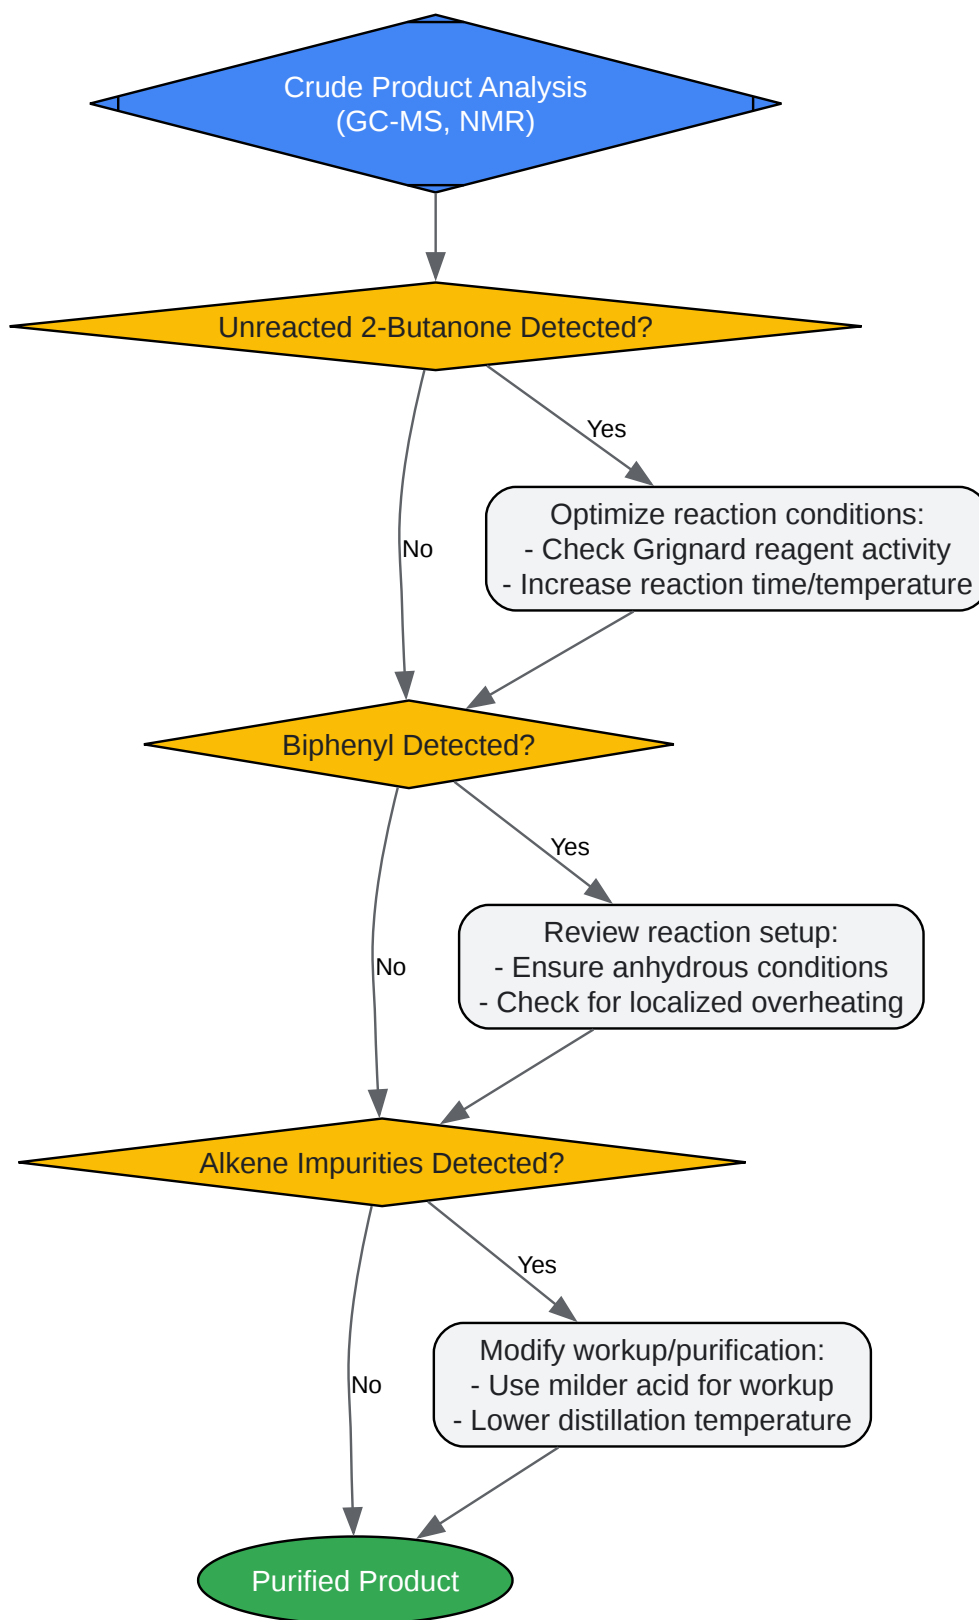 Crude Product Analysis
(GC-MS, NMR)
Unreacted 2-Butanone Detected?
Yes
Optimize reaction conditions:
- Check Grignard reagent activity
- Increase reaction time/temperature
No
Biphenyl Detected?
Yes
Review reaction setup:
- Ensure anhydrous conditions
- Check for localized overheating
No
Alkene Impurities Detected?
Yes
Modify workup/purification:
- Use milder acid for workup
- Lower distillation temperature
No
Purified Product